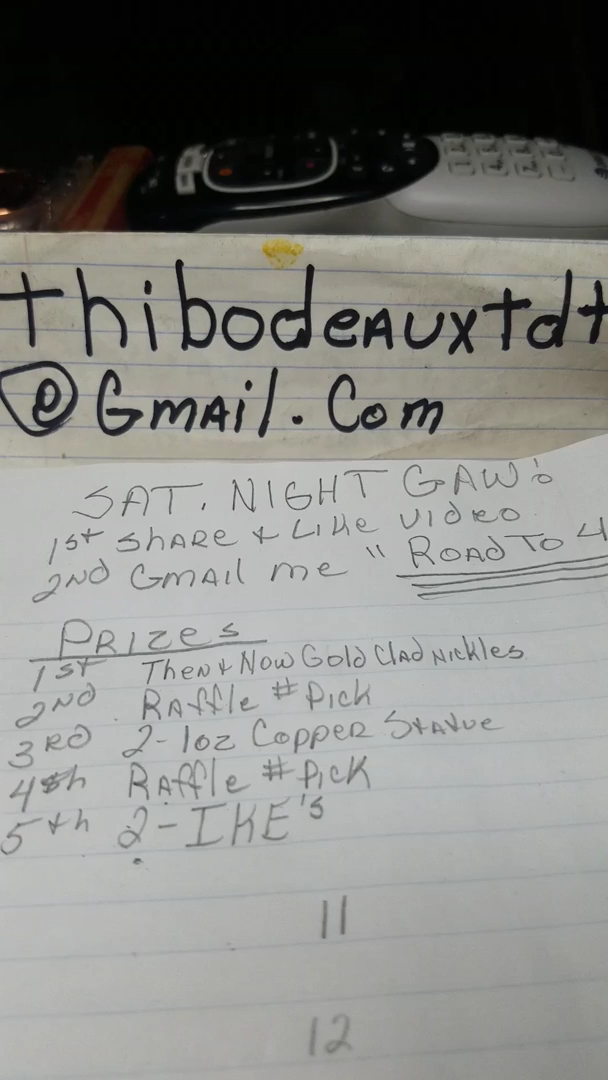 thibodeauxtdt
@Gmail.Com
SAT. NIGHT GAW's
1st SHARE & LIKE VIDEO
2ND Gmail me "ROAD TO 4
PRIZES
1ST Then & Now Gold Clad Nickles
2ND Raffle # Pick
3RD 2-1oz Copper Statue
4th Raffle # Pick
5th 2-IKE's
11
12